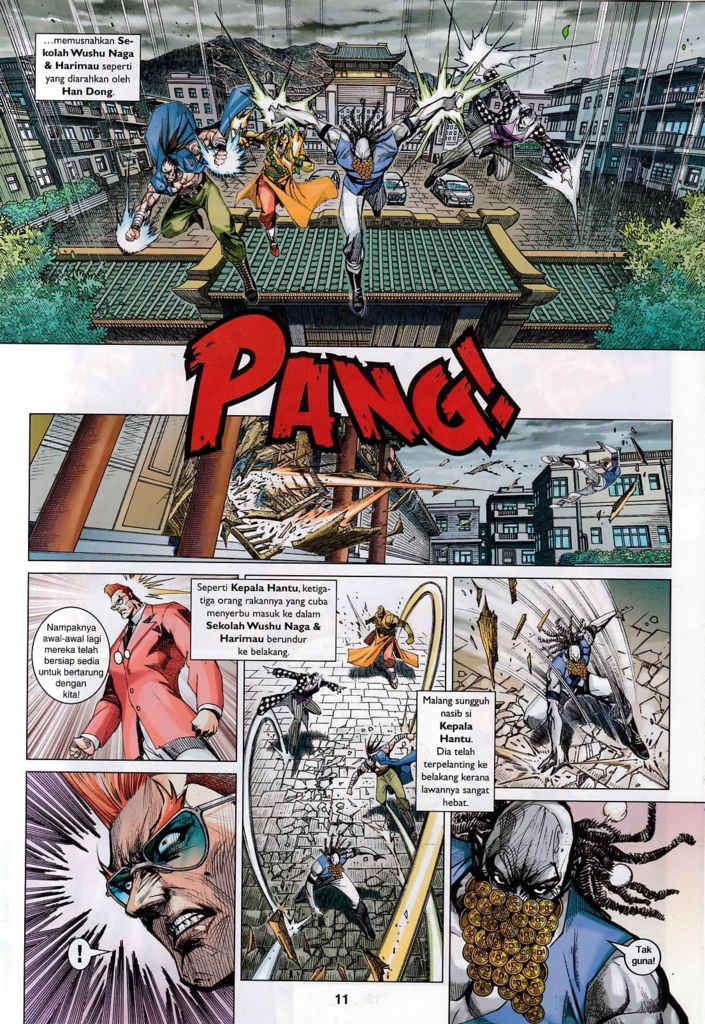 ...memusnahkan Se-
kolah Wushu Naga
& Harimau seperti
yang diarahkan oleh
Han Dong.
PANG!
Nampaknya
awal-awal lagi
mereka telah
bersiap sedia
untuk bertarung
dengan
kita!
Seperti Kepala Hantu, ketiga-
tiga orang rakannya yang cuba
menyerbu masuk ke dalam
Sekolah Wushu Naga &
Harimau berundur
ke belakang.
Malang sungguh
nasib si
Kepala
Hantu.
Dia telah
terpelanting ke
belakang kerana
lawannya sangat
hebat.
!
Tak
guna!
11